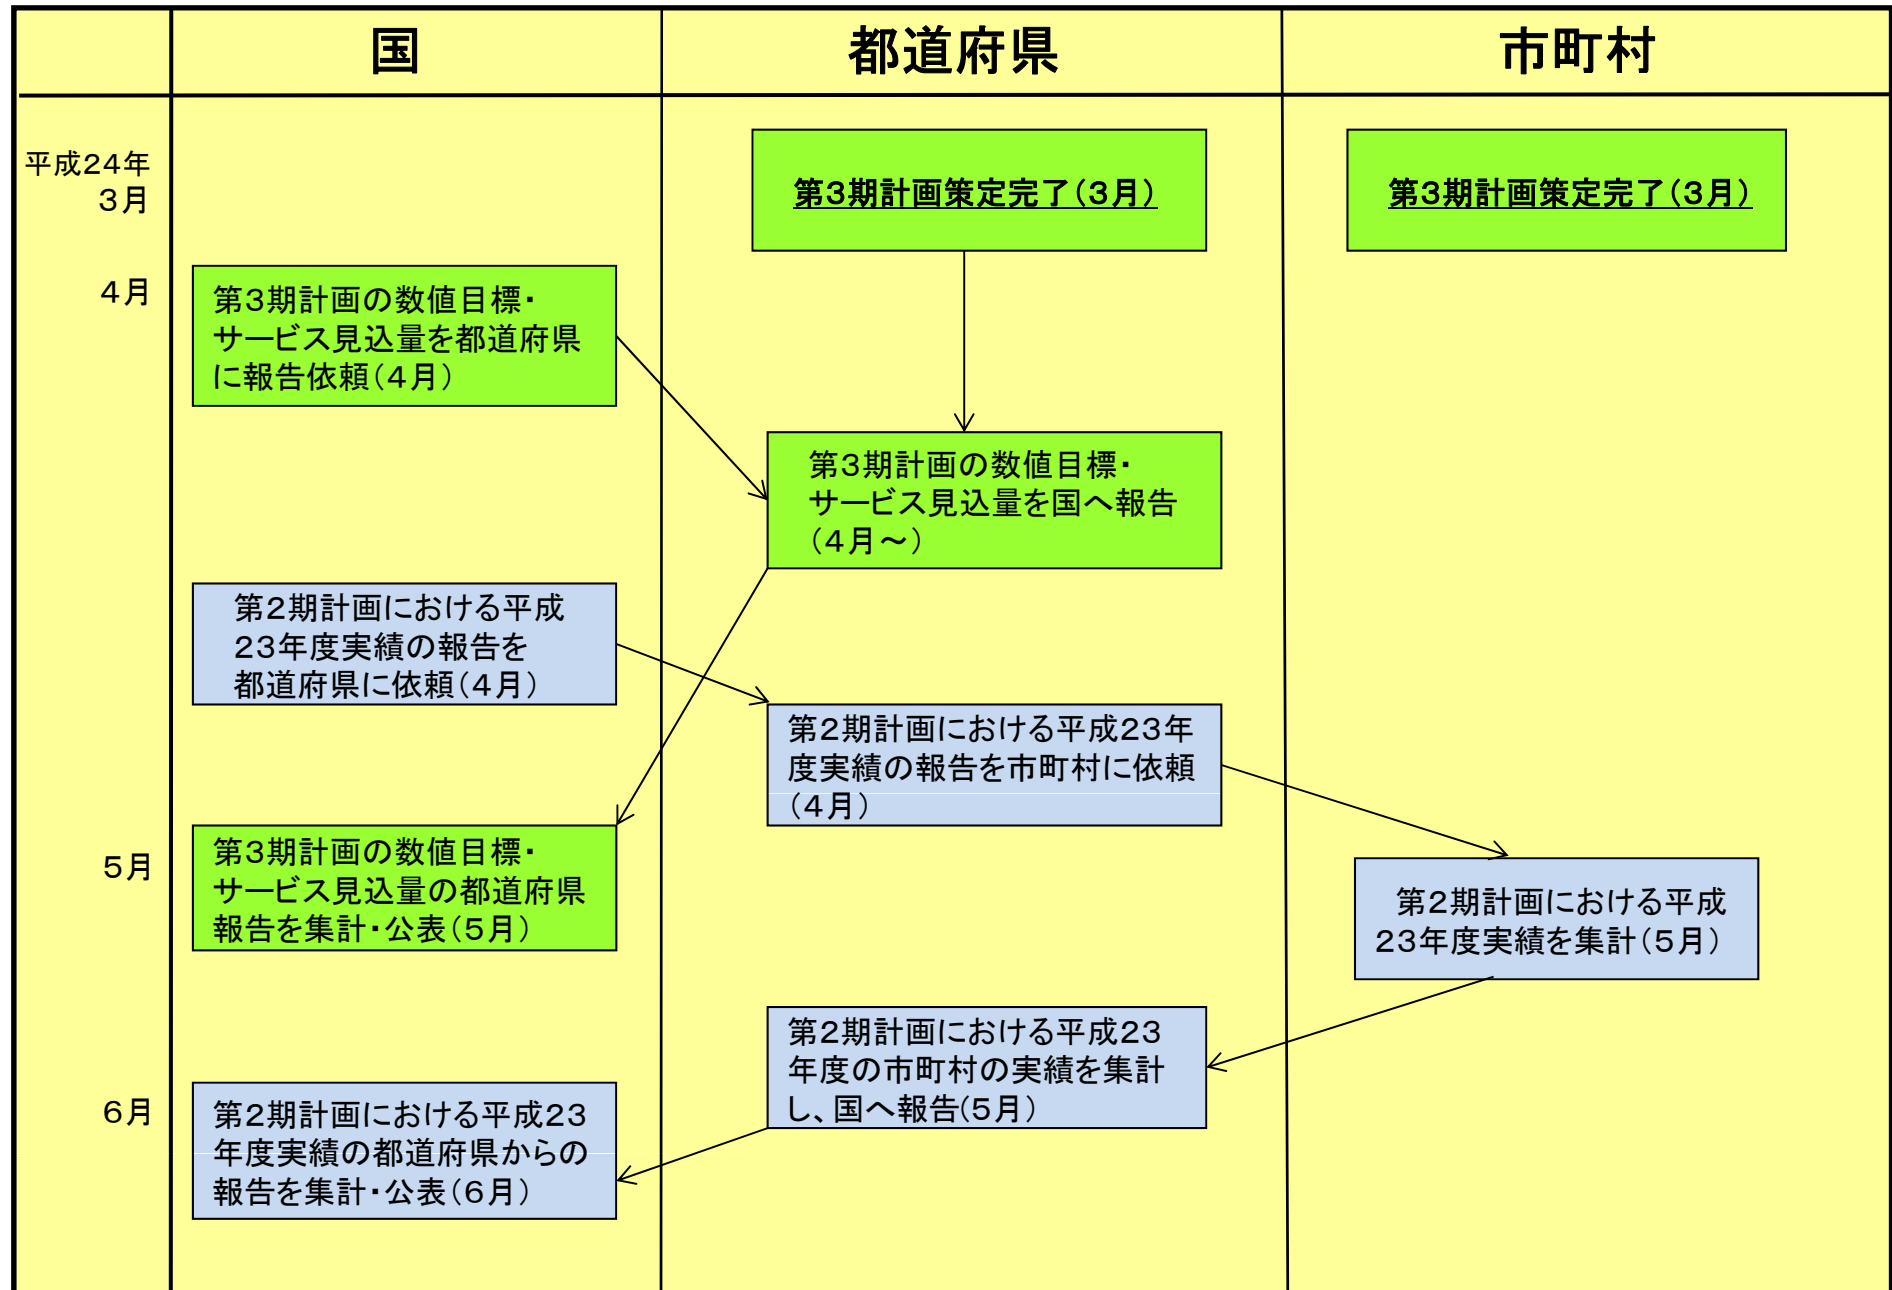 国
都道府県
市町村
平成24年
3月
第3期計画策定完了（3月）
第3期計画策定完了（3月）
4月
第3期計画の数値目標・
サービス見込量を都道府県
に報告依頼（4月）
第3期計画の数値目標・
サービス見込量を国へ報告
（4月～）
第2期計画における平成
23年度実績の報告を
都道府県に依頼（4月）
第2期計画における平成23年
度実績の報告を市町村に依頼
（4月）
5月
第3期計画の数値目標・
サービス見込量の都道府県
報告を集計・公表（5月）
第2期計画における平成
23年度実績を集計（5月）
第2期計画における平成23
年度の市町村の実績を集計
し、国へ報告(5月）
6月
第2期計画における平成23
年度実績の都道府県からの
報告を集計・公表（6月）